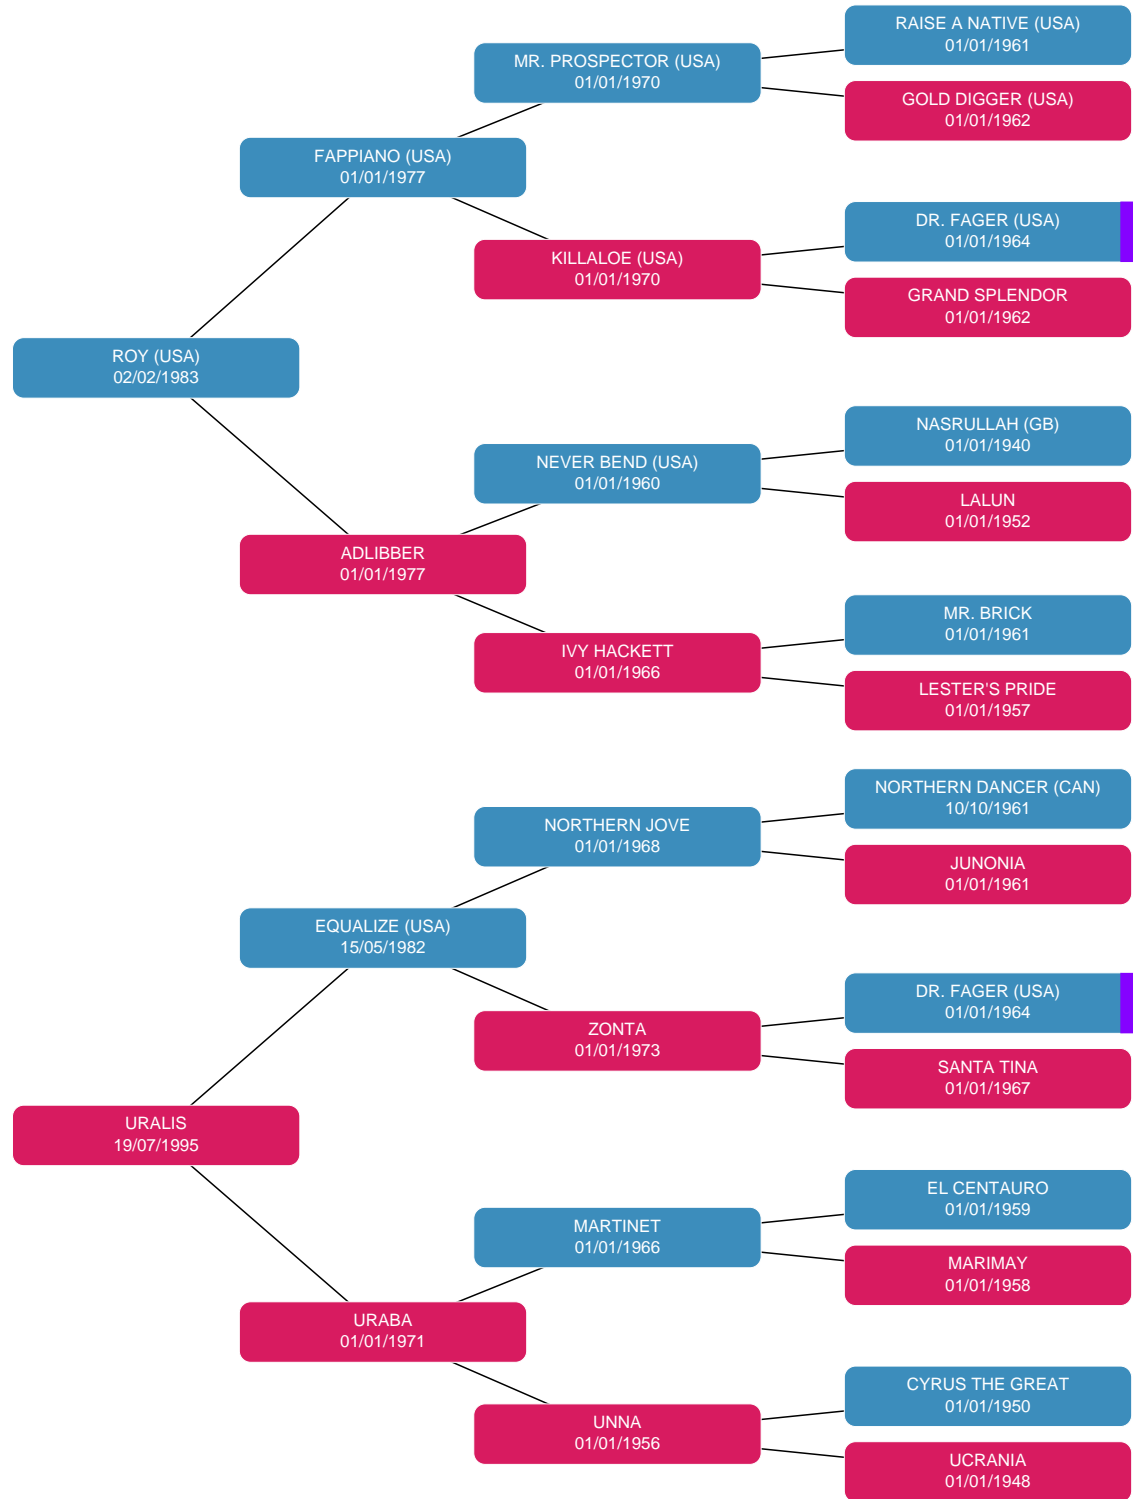 RAISE A NATIVE (USA)
01/01/1961
MR. PROSPECTOR (USA)
01/01/1970
GOLD DIGGER (USA)
01/01/1962
FAPPIANO (USA)
01/01/1977
DR. FAGER (USA)
01/01/1964
KILLALOE (USA)
01/01/1970
GRAND SPLENDOR
01/01/1962
ROY (USA)
02/02/1983
NASRULLAH (GB)
01/01/1940
NEVER BEND (USA)
01/01/1960
LALUN
01/01/1952
ADLIBBER
01/01/1977
MR. BRICK
01/01/1961
IVY HACKETT
01/01/1966
LESTER'S PRIDE
01/01/1957
NORTHERN DANCER (CAN)
10/10/1961
NORTHERN JOVE
01/01/1968
JUNONIA
01/01/1961
EQUALIZE (USA)
15/05/1982
DR. FAGER (USA)
01/01/1964
ZONTA
01/01/1973
SANTA TINA
01/01/1967
URALIS
19/07/1995
EL CENTAURO
01/01/1959
MARTINET
01/01/1966
MARIMAY
01/01/1958
URABA
01/01/1971
CYRUS THE GREAT
01/01/1950
UNNA
01/01/1956
UCRANIA
01/01/1948